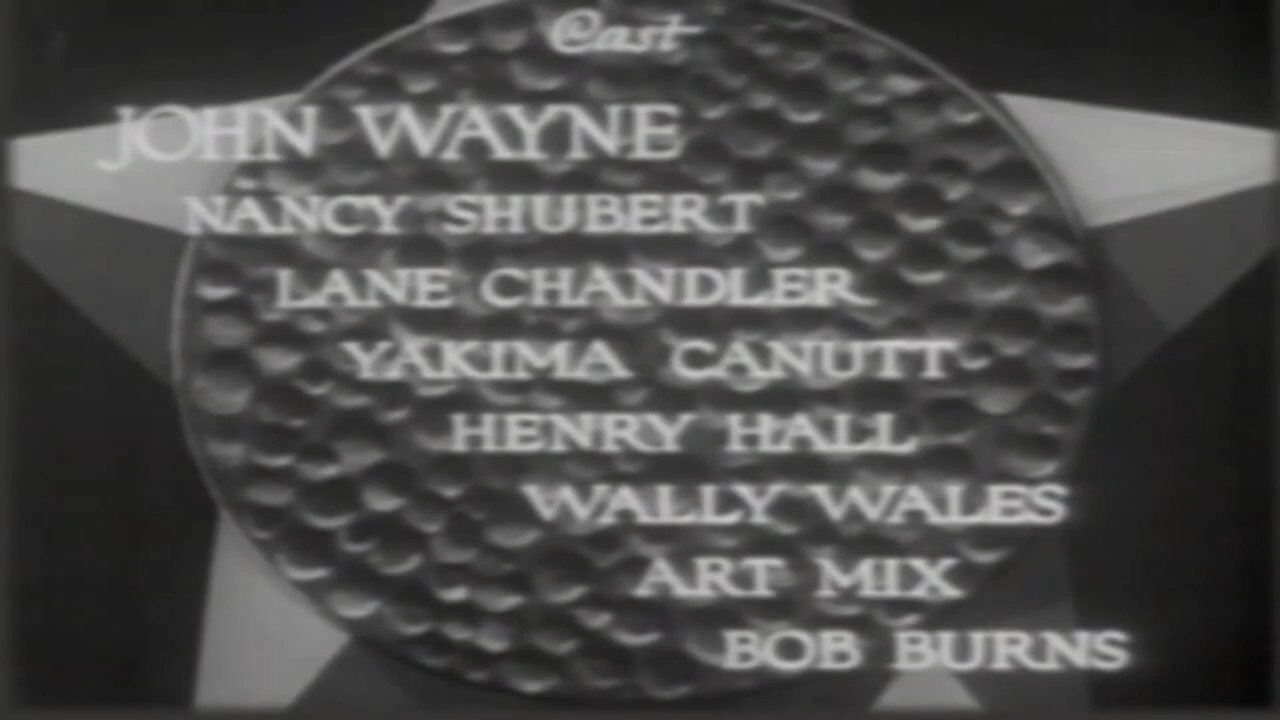 Cast
JOHN WAYNE
NANCY SHUBERT
LANE CHANDLER
YAKIMA CANUTT
HENRY HALL
WALLY WALES
ART MIX
BOB BURNS